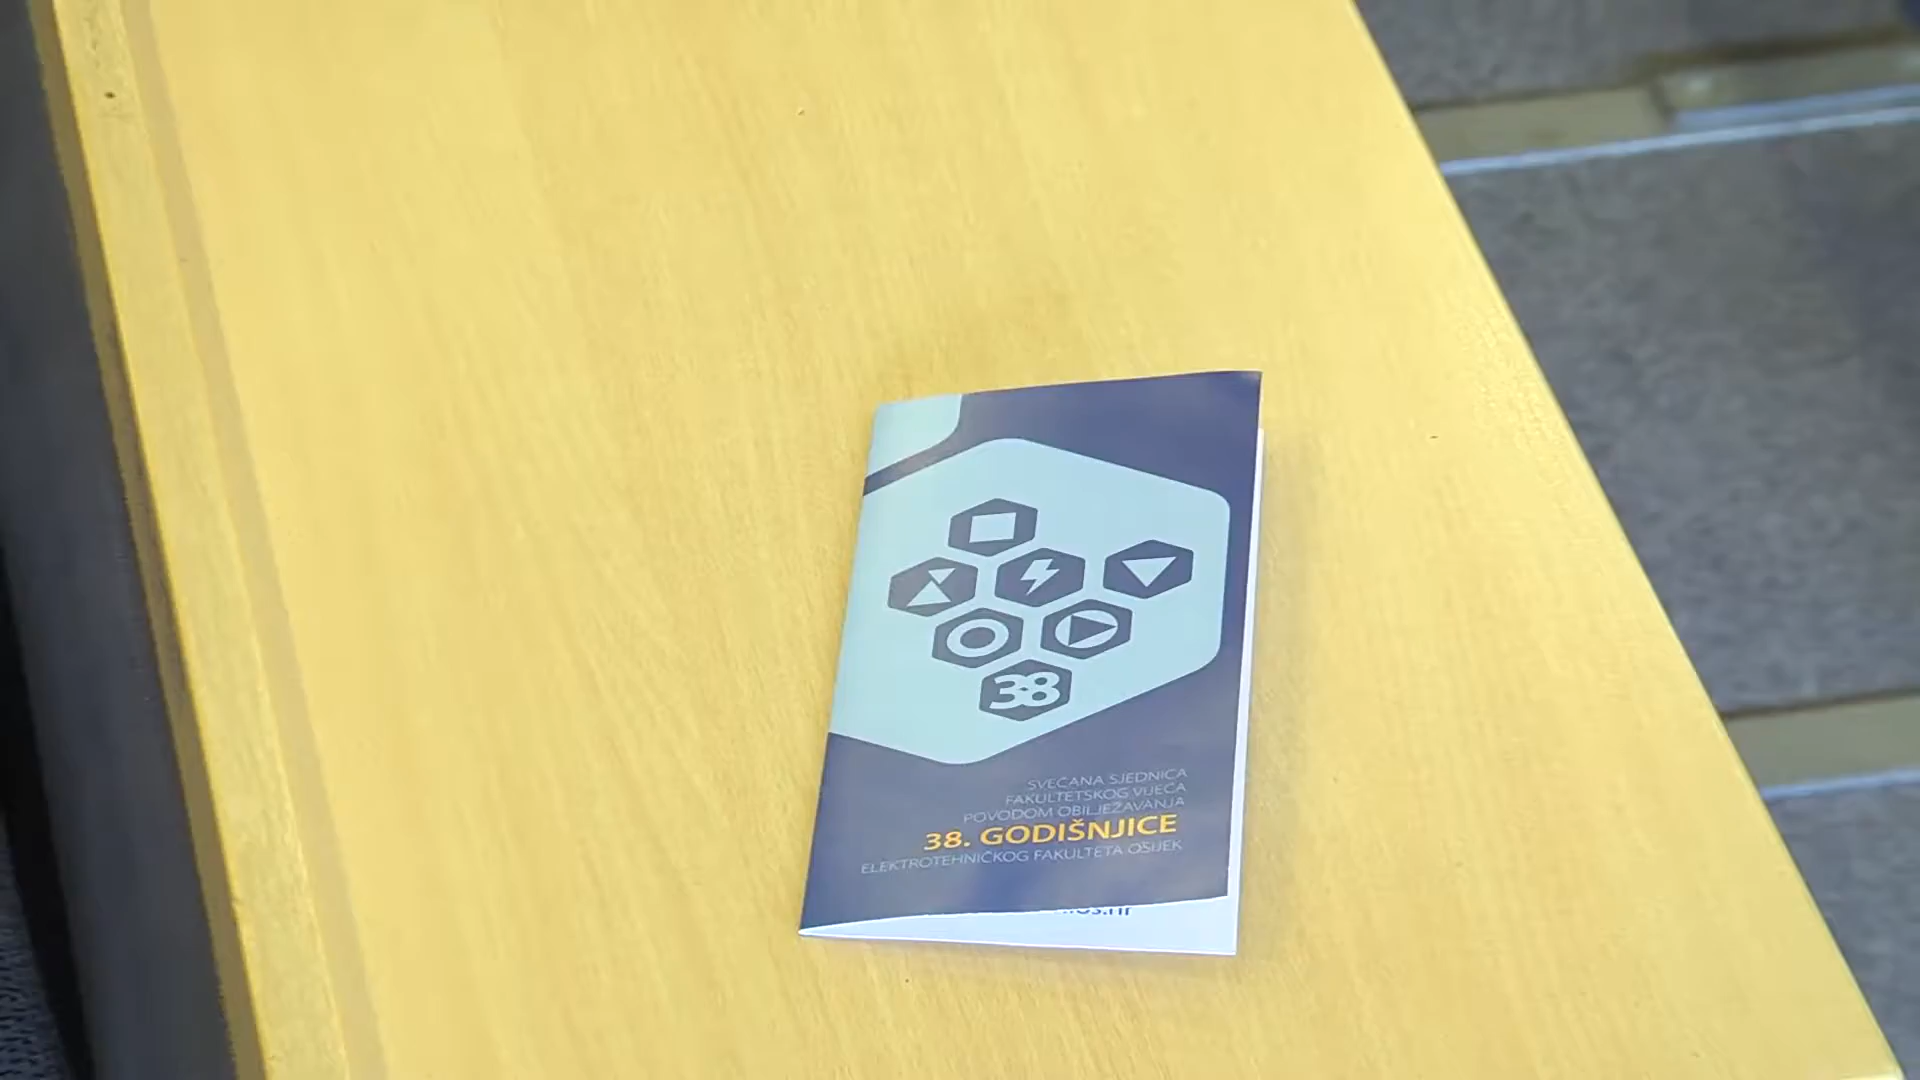 38
SVEČANA SJEDNICA
FAKULTETSKOG VIJEĆA
POVODOM OBILJEŽAVANJA
38. GODIŠNJICE
ELEKTROTEHNIČKOG FAKULTETA OSIJEK